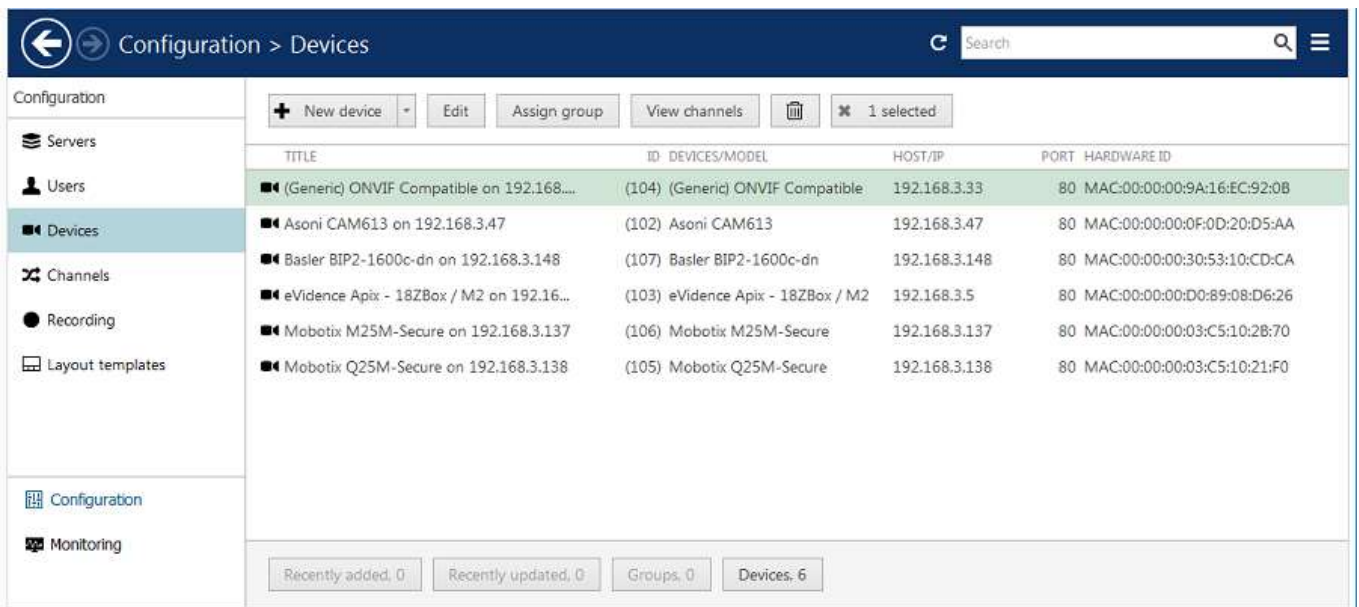 Configuration > Devices
Search
Configuration
New device
Edit
Assign group
View channels
1 selected
Servers
Users
Devices
Channels
Recording
Layout templates
Configuration
Monitoring
TITLE ID DEVICES/MODEL HOST/IP PORT HARDWARE ID
(Generic) ONVIF Compatible on 192.168.... (104) (Generic) ONVIF Compatible 192.168.3.33 80 MAC:00:00:00:9A:16:EC:92:0B
Asoni CAM613 on 192.168.3.47 (102) Asoni CAM613 192.168.3.47 80 MAC:00:00:00:0F:0D:20:D5:AA
Basler BIP2-1600c-dn on 192.168.3.148 (107) Basler BIP2-1600c-dn 192.168.3.148 80 MAC:00:00:00:30:53:10:CD:CA
eVidence Apix - 18ZBox / M2 on 192.16... (103) eVidence Apix - 18ZBox / M2 192.168.3.5 80 MAC:00:00:00:D0:89:08:D6:26
Mobotix M25M-Secure on 192.168.3.137 (106) Mobotix M25M-Secure 192.168.3.137 80 MAC:00:00:00:03:C5:10:2B:70
Mobotix Q25M-Secure on 192.168.3.138 (105) Mobotix Q25M-Secure 192.168.3.138 80 MAC:00:00:00:03:C5:10:21:F0
Recently added, 0
Recently updated, 0
Groups, 0
Devices, 6